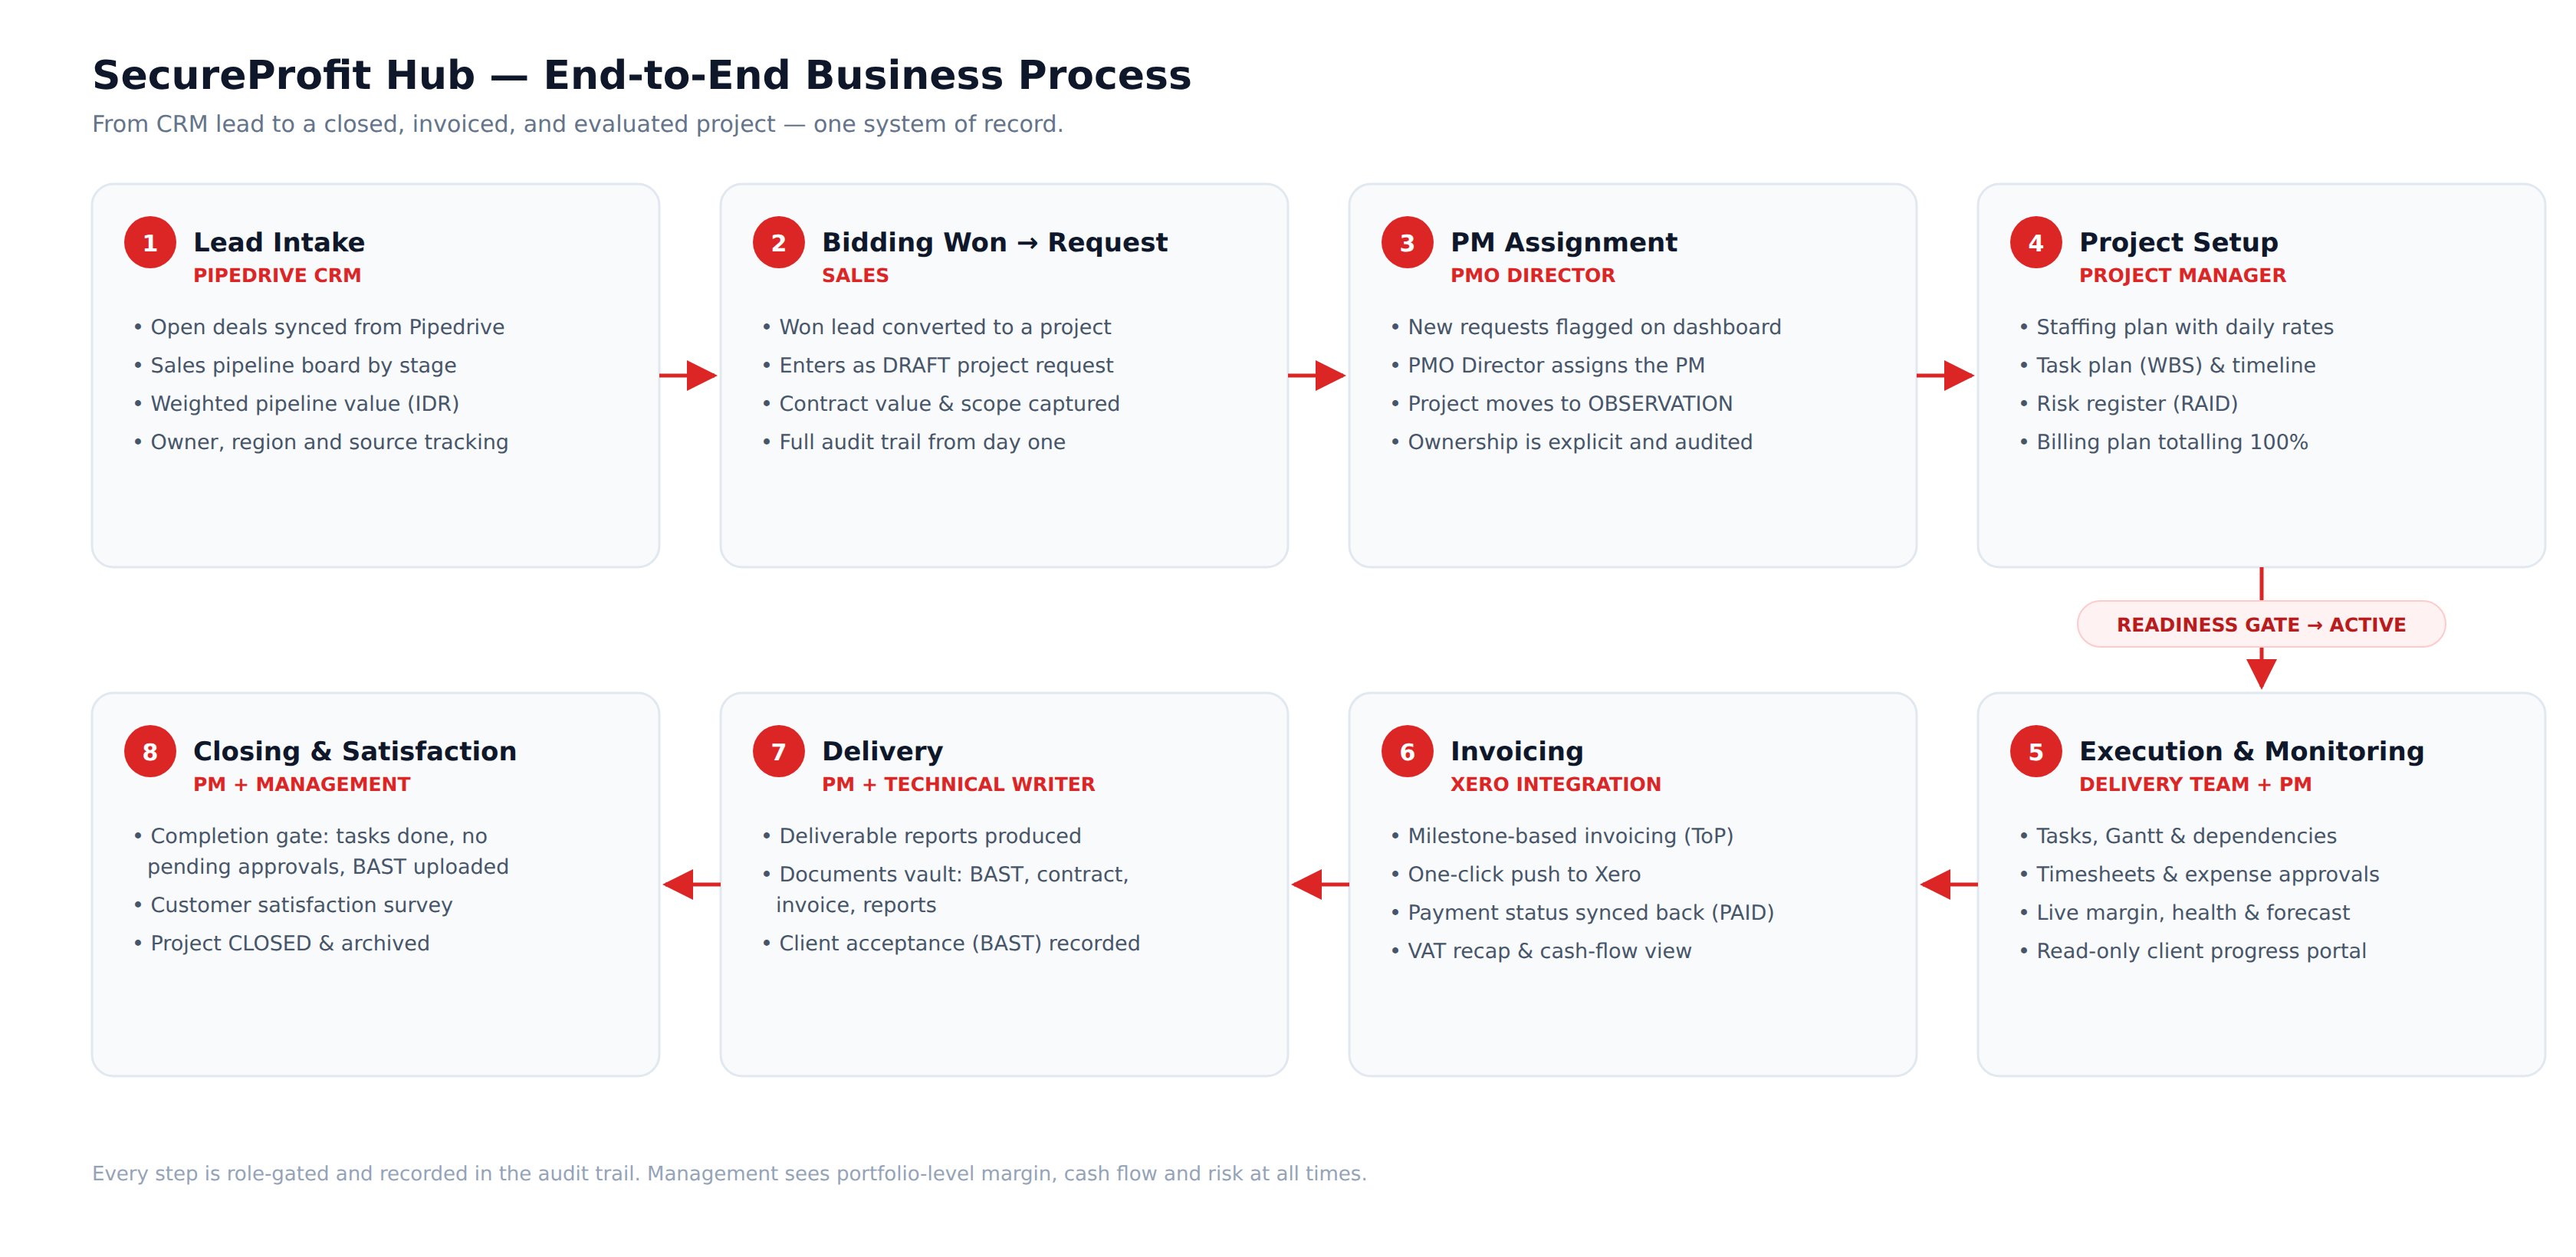 SecureProfit Hub — End-to-End Business Process
From CRM lead to a closed, invoiced, and evaluated project — one system of record.
1 Lead Intake
PIPEDRIVE CRM
• Open deals synced from Pipedrive
• Sales pipeline board by stage
• Weighted pipeline value (IDR)
• Owner, region and source tracking
2 Bidding Won → Request
SALES
• Won lead converted to a project
• Enters as DRAFT project request
• Contract value & scope captured
• Full audit trail from day one
3 PM Assignment
PMO DIRECTOR
• New requests flagged on dashboard
• PMO Director assigns the PM
• Project moves to OBSERVATION
• Ownership is explicit and audited
4 Project Setup
PROJECT MANAGER
• Staffing plan with daily rates
• Task plan (WBS) & timeline
• Risk register (RAID)
• Billing plan totalling 100%
READINESS GATE → ACTIVE
5 Execution & Monitoring
DELIVERY TEAM + PM
• Tasks, Gantt & dependencies
• Timesheets & expense approvals
• Live margin, health & forecast
• Read-only client progress portal
6 Invoicing
XERO INTEGRATION
• Milestone-based invoicing (ToP)
• One-click push to Xero
• Payment status synced back (PAID)
• VAT recap & cash-flow view
7 Delivery
PM + TECHNICAL WRITER
• Deliverable reports produced
• Documents vault: BAST, contract,
invoice, reports
• Client acceptance (BAST) recorded
8 Closing & Satisfaction
PM + MANAGEMENT
• Completion gate: tasks done, no
pending approvals, BAST uploaded
• Customer satisfaction survey
• Project CLOSED & archived
Every step is role-gated and recorded in the audit trail. Management sees portfolio-level margin, cash flow and risk at all times.